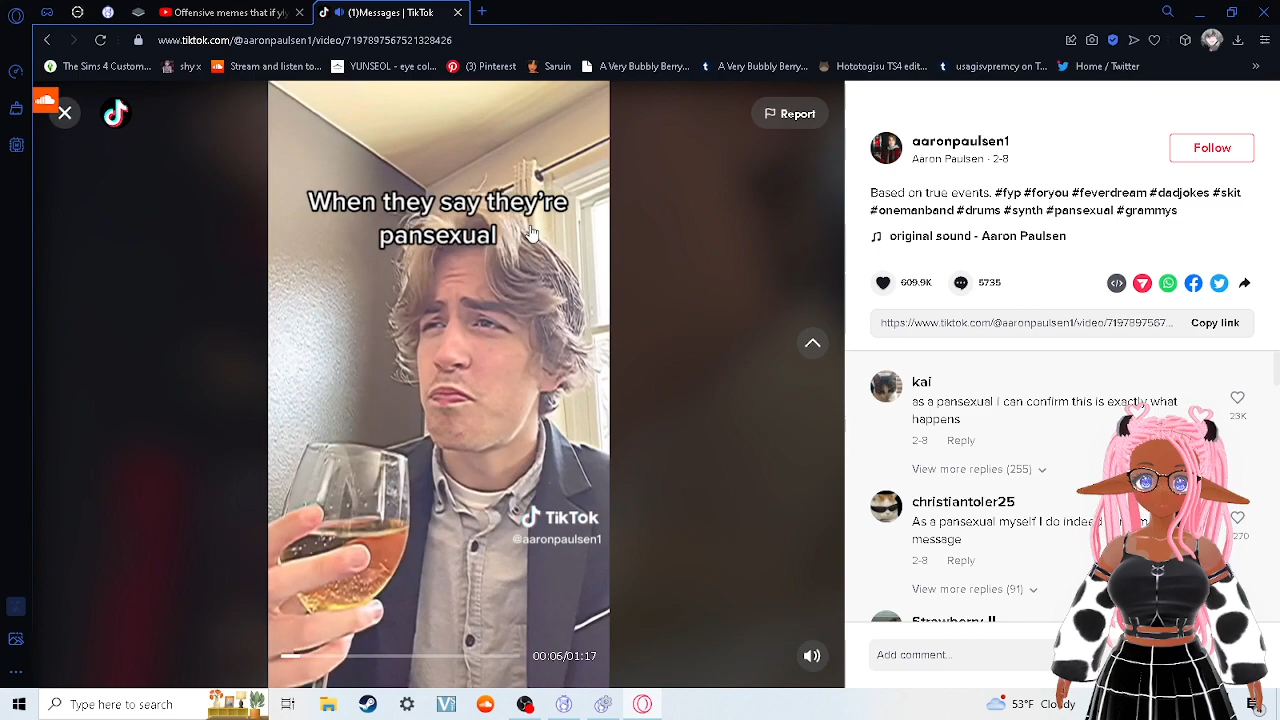 Offensive memes that if yl
(1)Messages | TikTok
www.tiktok.com/@aaronpaulsen1/video/7197897567521328426
The Sims 4 Custom...
shy x
Stream and listen to...
YUNSEOL - eye col...
(3) Pinterest
Saruin
A Very Bubbly Berry...
A Very Bubbly Berry...
Hototogisu TS4 edit...
usagisvpremcy on T...
Home / Twitter
Report
When they say they're
pansexual
TikTok
@aaronpaulsen1
00:06/01:17
aaronpaulsen1
Aaron Paulsen · 2-8
Follow
Based on true events. #fyp #foryou #feverdream #dadjokes #skit
#onemanband #drums #synth #pansexual #grammys
original sound - Aaron Paulsen
609.9K
5735
https://www.tiktok.com/@aaronpaulsen1/video/7197897567...
Copy link
kai
as a pansexual i can confirm this is exactly what
happens
23K
2-8 Reply
View more replies (255)
christiantoler25
As a pansexual myself I do indeed
message
2-8 Reply
View more replies (91)
Add comment...
Type here to search
53°F Cloudy